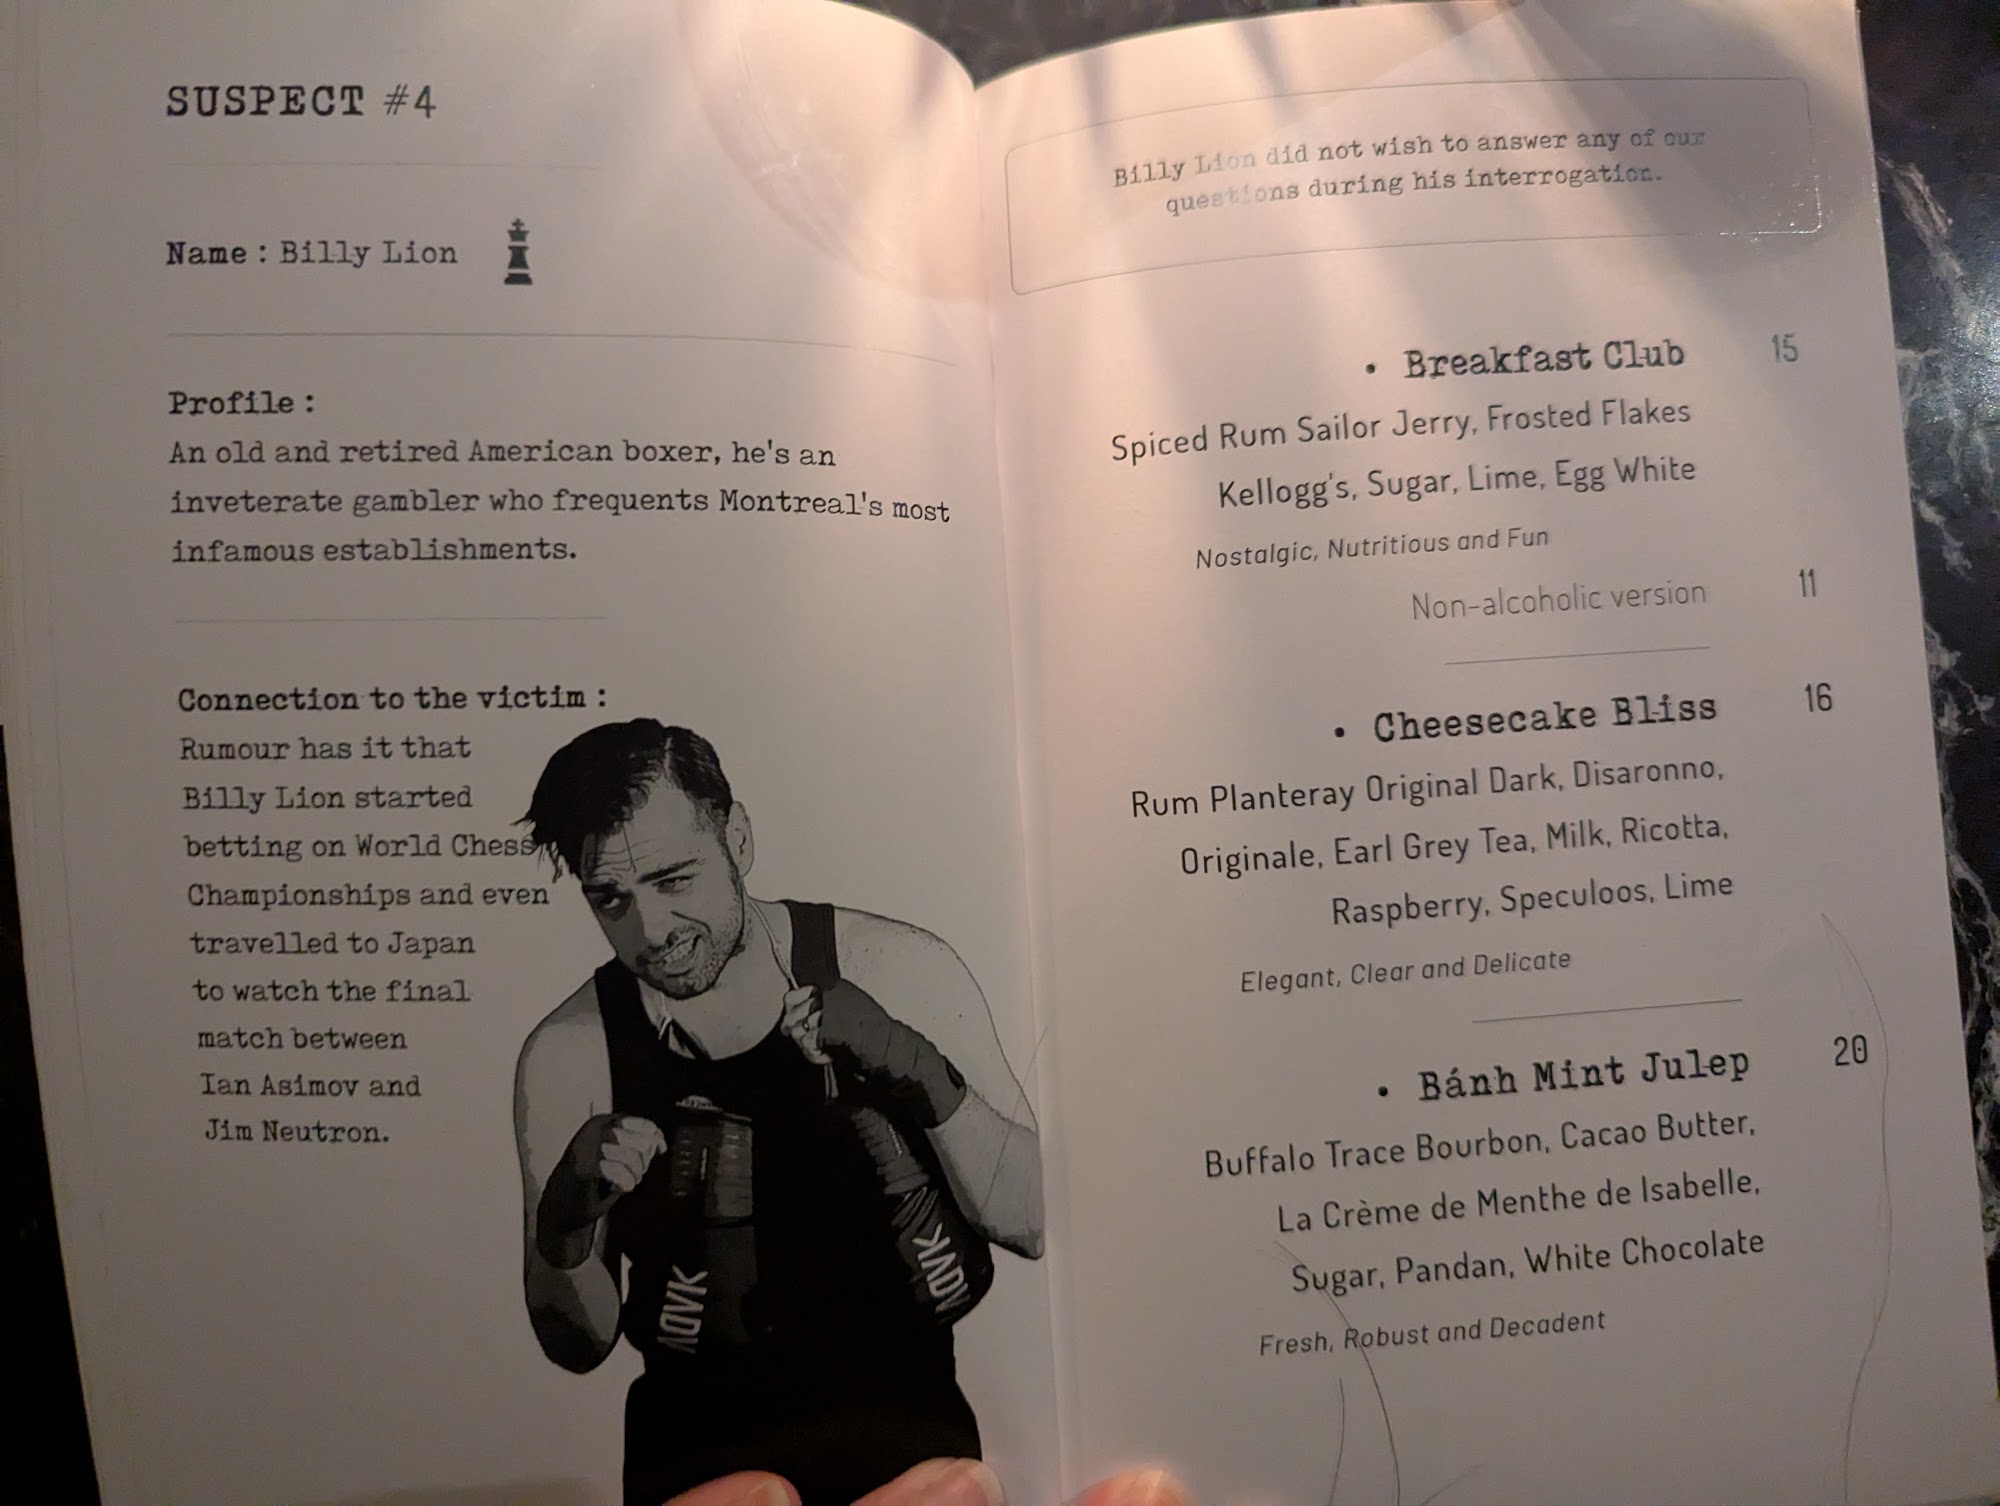 SUSPECT #4
Name : Billy Lion
Profile :
An old and retired American boxer, he's an
inveterate gambler who frequents Montreal's most
infamous establishments.
Connection to the victim :
Rumour has it that
Billy Lion started
betting on World Chess
Championships and even
travelled to Japan
to watch the final
match between
Ian Asimov and
Jim Neutron.
Billy Lion did not wish to answer any of our
questions during his interrogation.
• Breakfast Club 15
Spiced Rum Sailor Jerry, Frosted Flakes
Kellogg's, Sugar, Lime, Egg White
Nostalgic, Nutritious and Fun
Non-alcoholic version 11
• Cheesecake Bliss 16
Rum Planteray Original Dark, Disaronno,
Originale, Earl Grey Tea, Milk, Ricotta,
Raspberry, Speculoos, Lime
Elegant, Clear and Delicate
• Bánh Mint Julep 20
Buffalo Trace Bourbon, Cacao Butter,
La Crème de Menthe de Isabelle,
Sugar, Pandan, White Chocolate
Fresh, Robust and Decadent